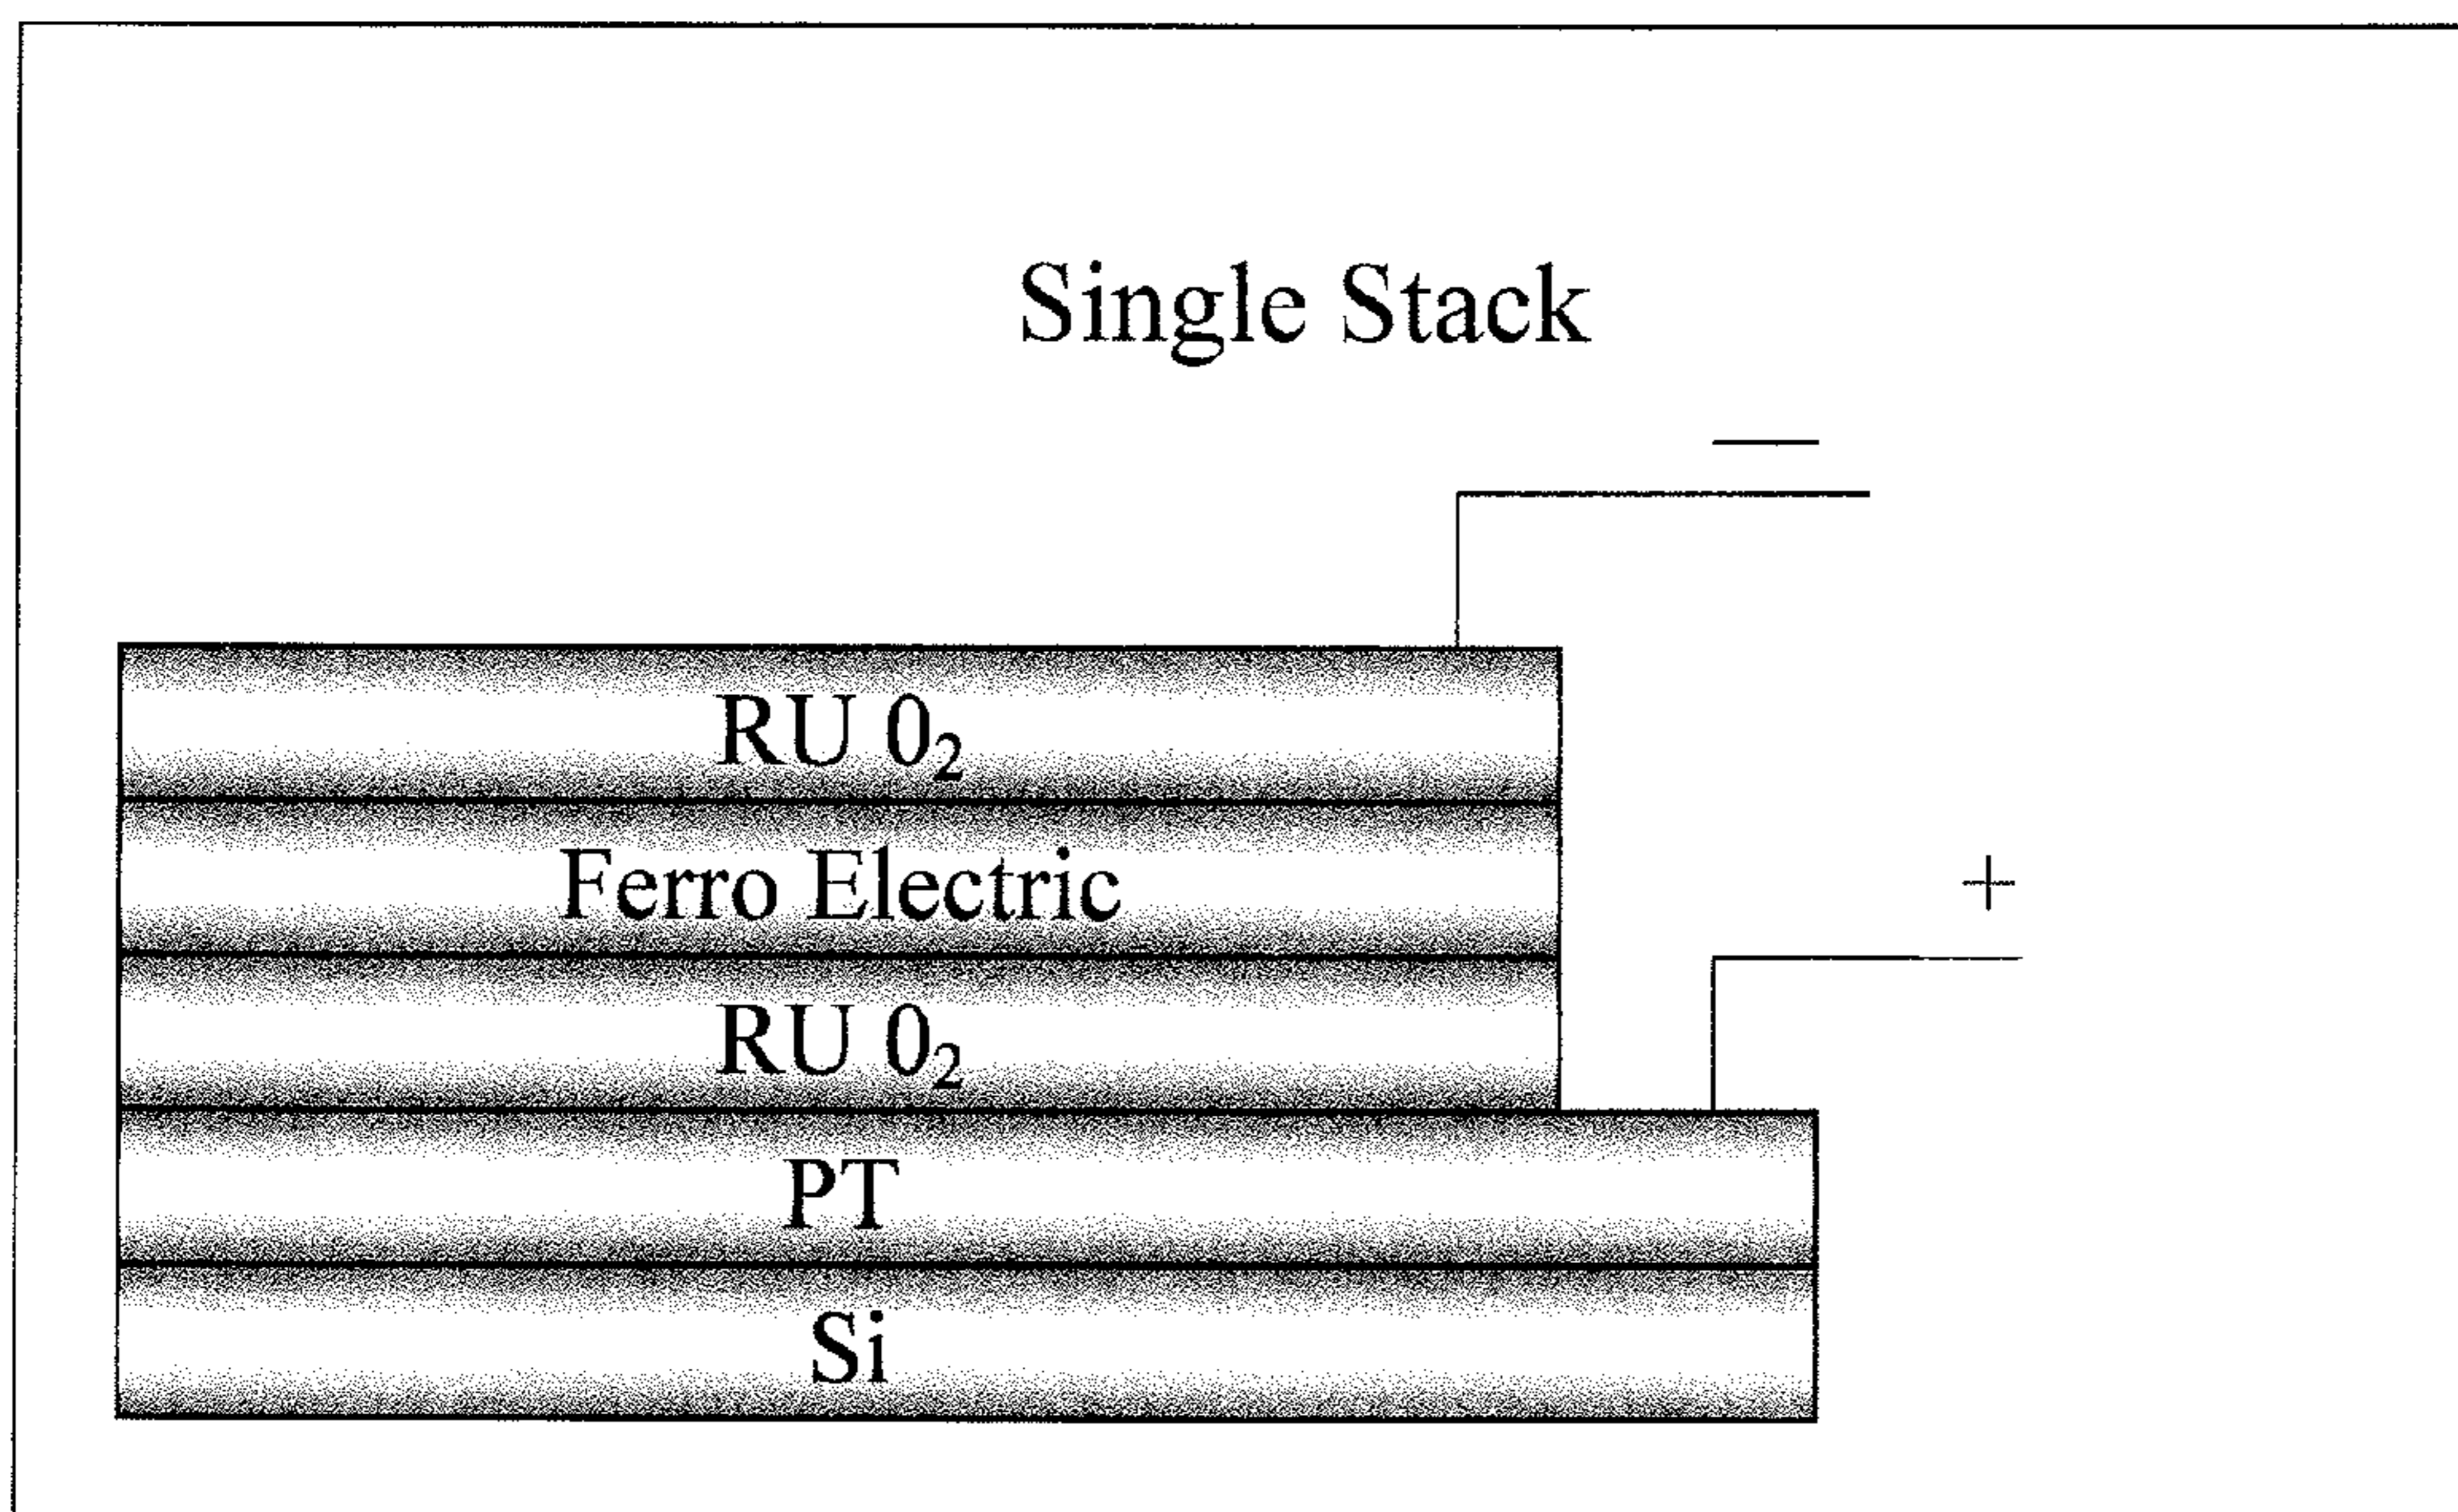 Single Stack
—
RU 0₂
Ferro Electric
+
RU 0₂
PT
Si